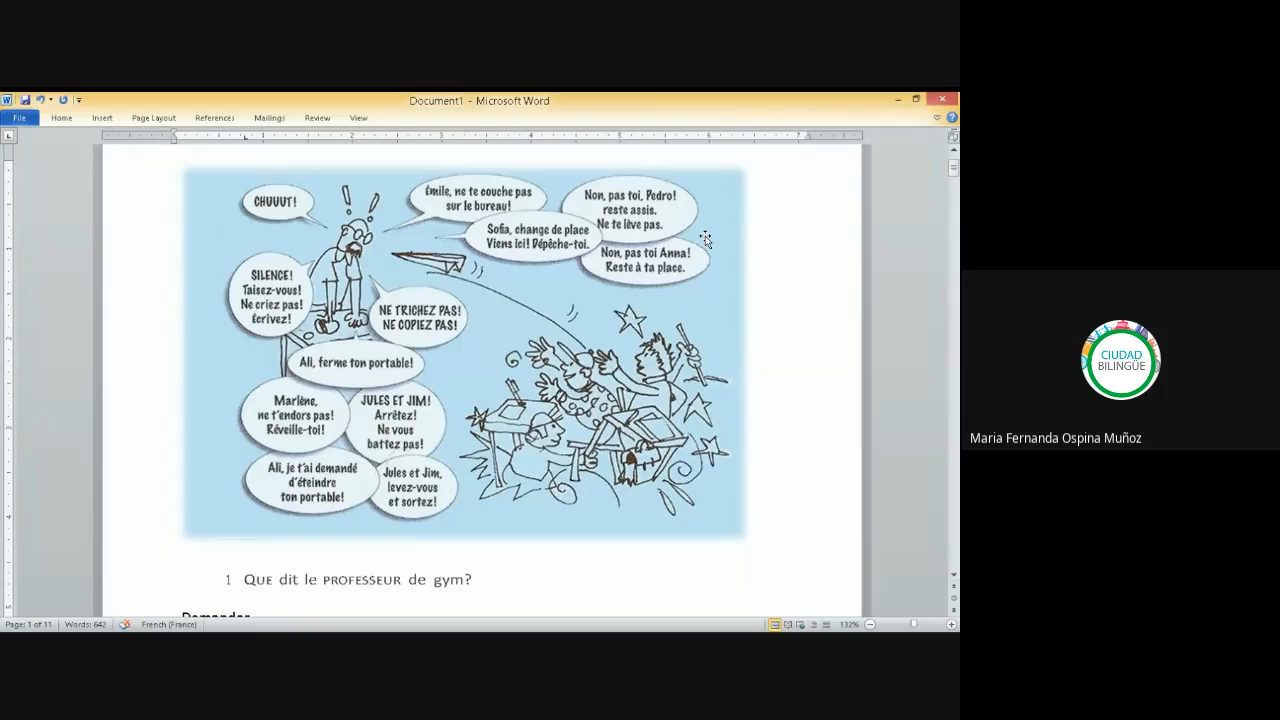 Document1 - Microsoft Word
File Home Insert Page Layout References Mailings Review View
CHUUUT!
Émile, ne te couche pas
sur le bureau!
Non, pas toi, Pedro!
reste assis.
Ne te lève pas.
Sofia, change de place
Viens ici! Dépêche-toi.
Non, pas toi Anna!
Reste à ta place.
SILENCE!
Taisez-vous!
Ne criez pas!
Écrivez!
NE TRICHEZ PAS!
NE COPIEZ PAS!
Ali, ferme ton portable!
Marlène,
ne t'endors pas!
Réveille-toi!
JULES ET JIM!
Arrêtez!
Ne vous
battez pas!
Ali, je t'ai demandé
d'éteindre
ton portable!
Jules et Jim,
levez-vous
et sortez!
1 QUE dit le PROFESSEUR de gym?
Page: 1 of 11 Words: 642 French (France) 132%
CIUDAD
BILINGÜE
Maria Fernanda Ospina Muñoz